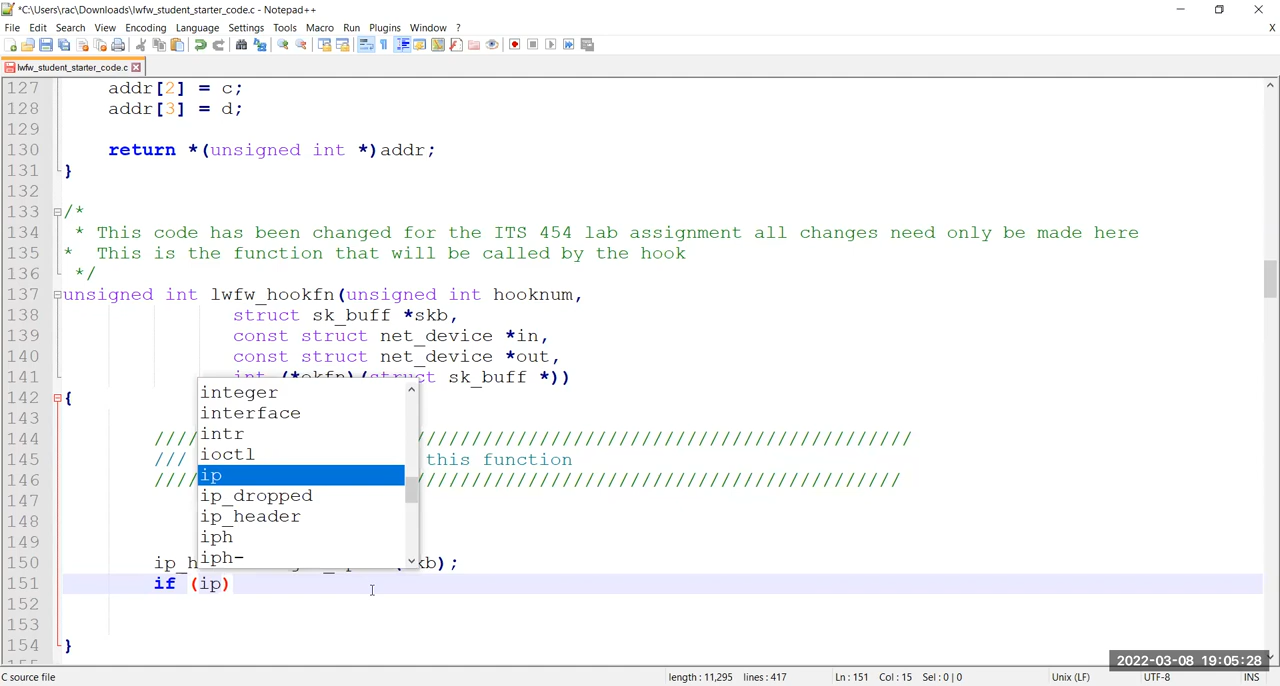 *C:\Users\rac\Downloads\lwfw_student_starter_code.c - Notepad++
File Edit Search View Encoding Language Settings Tools Macro Run Plugins Window ? X
lwfw_student_starter_code.c
127 addr[2] = c;
128 addr[3] = d;
129
130 return *(unsigned int *)addr;
131 }
132
133 /*
134 * This code has been changed for the ITS 454 lab assignment all changes need only be made here
135 * This is the function that will be called by the hook
136 */
137 unsigned int lwfw_hookfn(unsigned int hooknum,
138 struct sk_buff *skb,
139 const struct net_device *in,
140 const struct net_device *out,
141 int (*okfn)(struct sk_buff *))
142 {
143
144 //// /////////////////////////////////////////////
145 /// this function
146 //// ////////////////////////////////////////////
147
148
149
150 ip_h kb);
151 if (ip)
152
153
154 }
integer
interface
intr
ioctl
ip
ip_dropped
ip_header
iph
iph-
2022-03-08 19:05:28
C source file length : 11,295 lines : 417 Ln : 151 Col : 15 Sel : 0 | 0 Unix (LF) UTF-8 INS